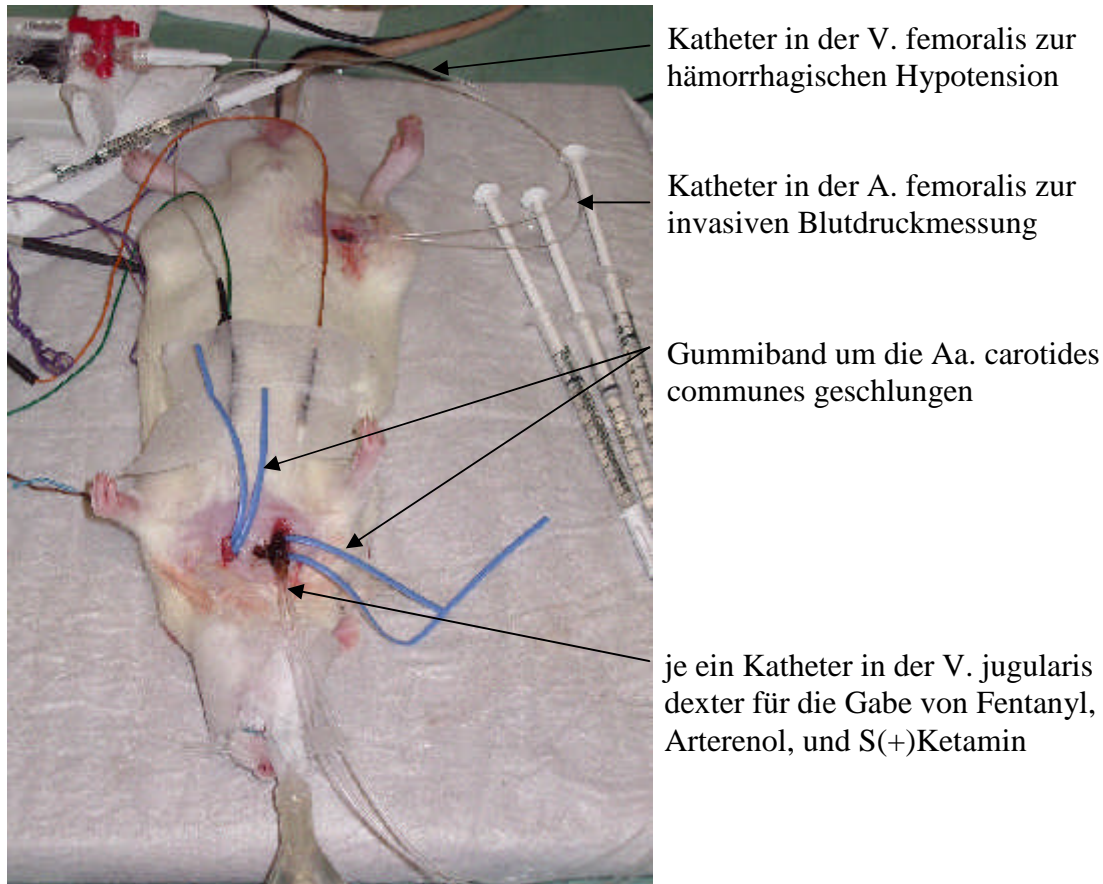 Katheter in der V. femoralis zur
hämorrhagischen Hypotension
Katheter in der A. femoralis zur
invasiven Blutdruckmessung
Gummiband um die Aa. carotides
communes geschlungen
je ein Katheter in der V. jugularis
dexter für die Gabe von Fentanyl,
Arterenol, und S(+)Ketamin